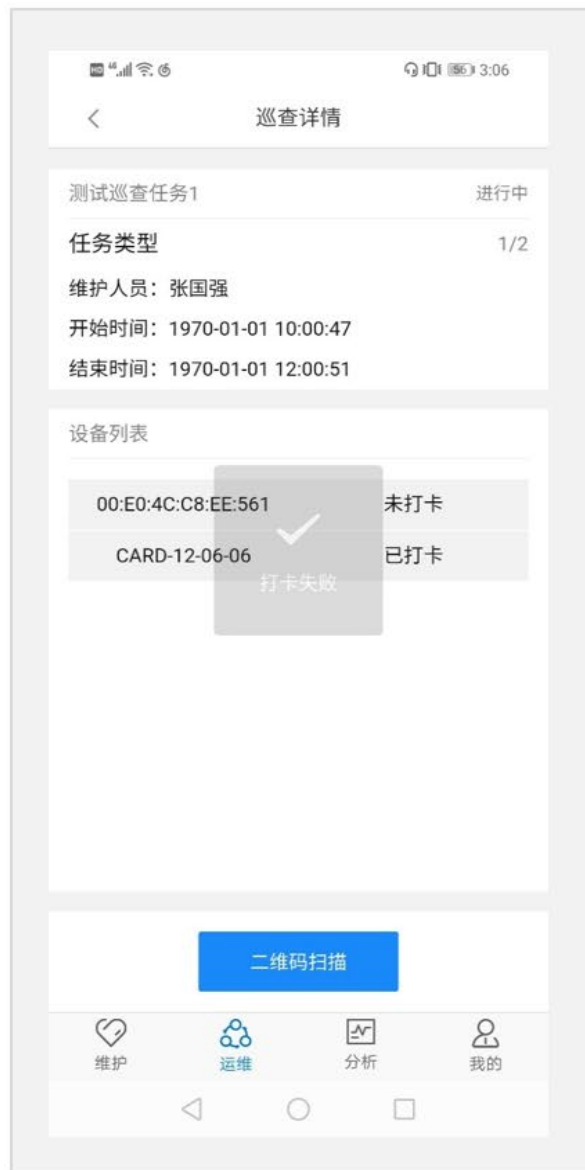 HD 4G 56 3:06
巡查详情
测试巡查任务1 进行中
任务类型 1/2
维护人员：张国强
开始时间：1970-01-01 10:00:47
结束时间：1970-01-01 12:00:51
设备列表
00:E0:4C:C8:EE:561 未打卡
CARD-12-06-06 已打卡
打卡失败
二维码扫描
维护 运维 分析 我的